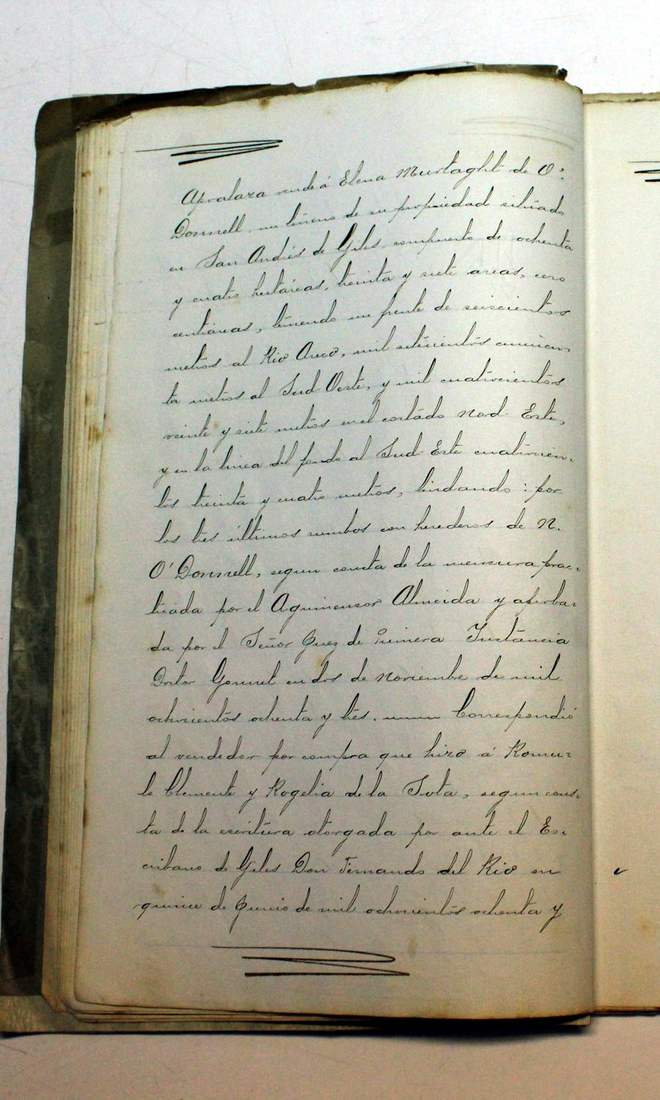 Apralaza vende á Elena Murtaght de O'
Donnell un terreno de su propiedad situado
en San Andrés de Giles compuesto de ochenta
y cuatro hectáreas, treinta y siete areas, cero
centiáreas, teniendo un frente de seiscientos
metros al Rio Areco, mil setecientos cincuen-
ta metros al Sud Oeste, y mil cuatrocientos
veinte y siete metros en el costado Nord Este,
y en la linea del fondo al Sud Este cuatrocien-
tos treinta y cuatro metros, lindando: por
los tres últimos rumbos con herederos de N.
O'Donnell, segun consta de la mensura prac-
ticada por el Agrimensor Almeida y aproba-
da por el Señor Juez de Primera Instancia
Doctor Gonnet en dos de Noviembre de mil
ochocientos ochenta y tres. Correspondió
al vendedor por compra que hizo á Romu-
lo Clemente y Rogelia de la Sota, segun cons-
ta de la escritura otorgada por ante el Es-
cribano de Giles Don Fernando del Rio en
quince de Junio de mil ochocientos ochenta y